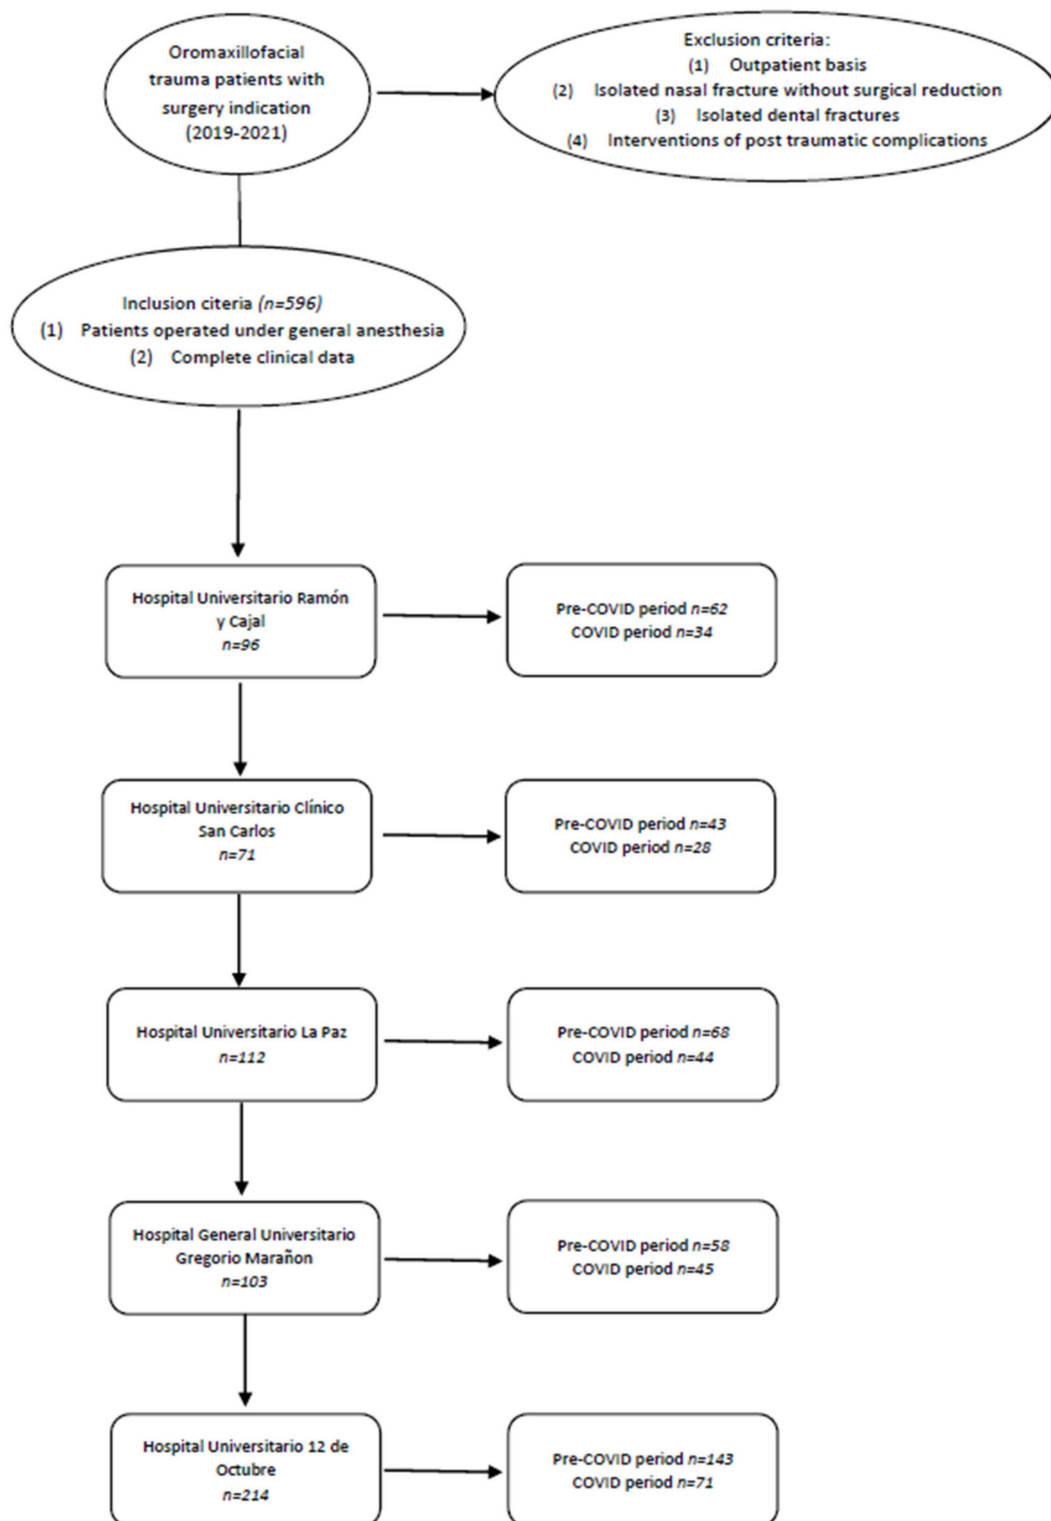 Oromaxillofacial
trauma patients with
surgery indication
(2019-2021)
Exclusion criteria:
(1) Outpatient basis
(2) Isolated nasal fracture without surgical reduction
(3) Isolated dental fractures
(4) Interventions of post traumatic complications
Inclusion citeria (n=596)
(1) Patients operated under general anesthesia
(2) Complete clinical data
Hospital Universitario Ramón
y Cajal
n=96
Pre-COVID period n=62
COVID period n=34
Hospital Universitario Clínico
San Carlos
n=71
Pre-COVID period n=43
COVID period n=28
Hospital Universitario La Paz
n=112
Pre-COVID period n=68
COVID period n=44
Hospital General Universitario
Gregorio Marañon
n=103
Pre-COVID period n=58
COVID period n=45
Hospital Universitario 12 de
Octubre
n=214
Pre-COVID period n=143
COVID period n=71